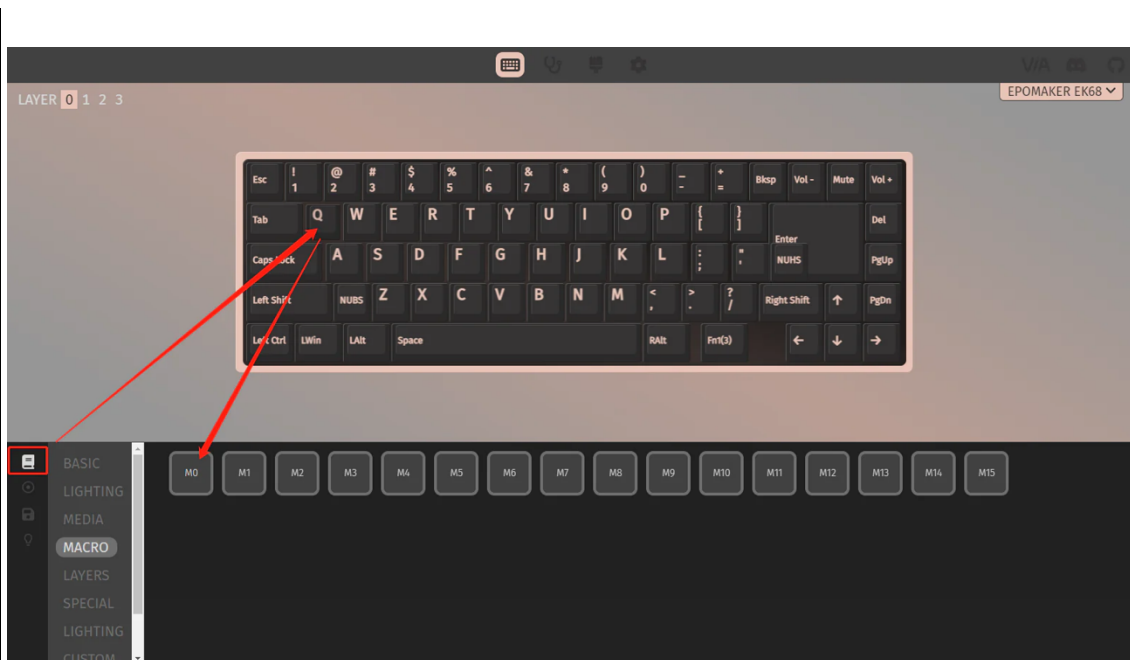 VIA
LAYER 0 1 2 3
EPOMAKER EK68
Esc ! 1 @ 2 # 3 $ 4 % 5 ^ 6 & 7 * 8 ( 9 ) 0 _ - + = Bksp Vol - Mute Vol +
Tab Q W E R T Y U I O P { [ } ] Enter Del
Caps Lock A S D F G H J K L : ; " ' NUHS PgUp
Left Shift NUBS Z X C V B N M < , > . ? / Right Shift ↑ PgDn
Left Ctrl LWin LAlt Space RAlt Fn1(3) ← ↓ →
BASIC
LIGHTING
MEDIA
MACRO
LAYERS
SPECIAL
LIGHTING
CUSTOM
M0 M1 M2 M3 M4 M5 M6 M7 M8 M9 M10 M11 M12 M13 M14 M15